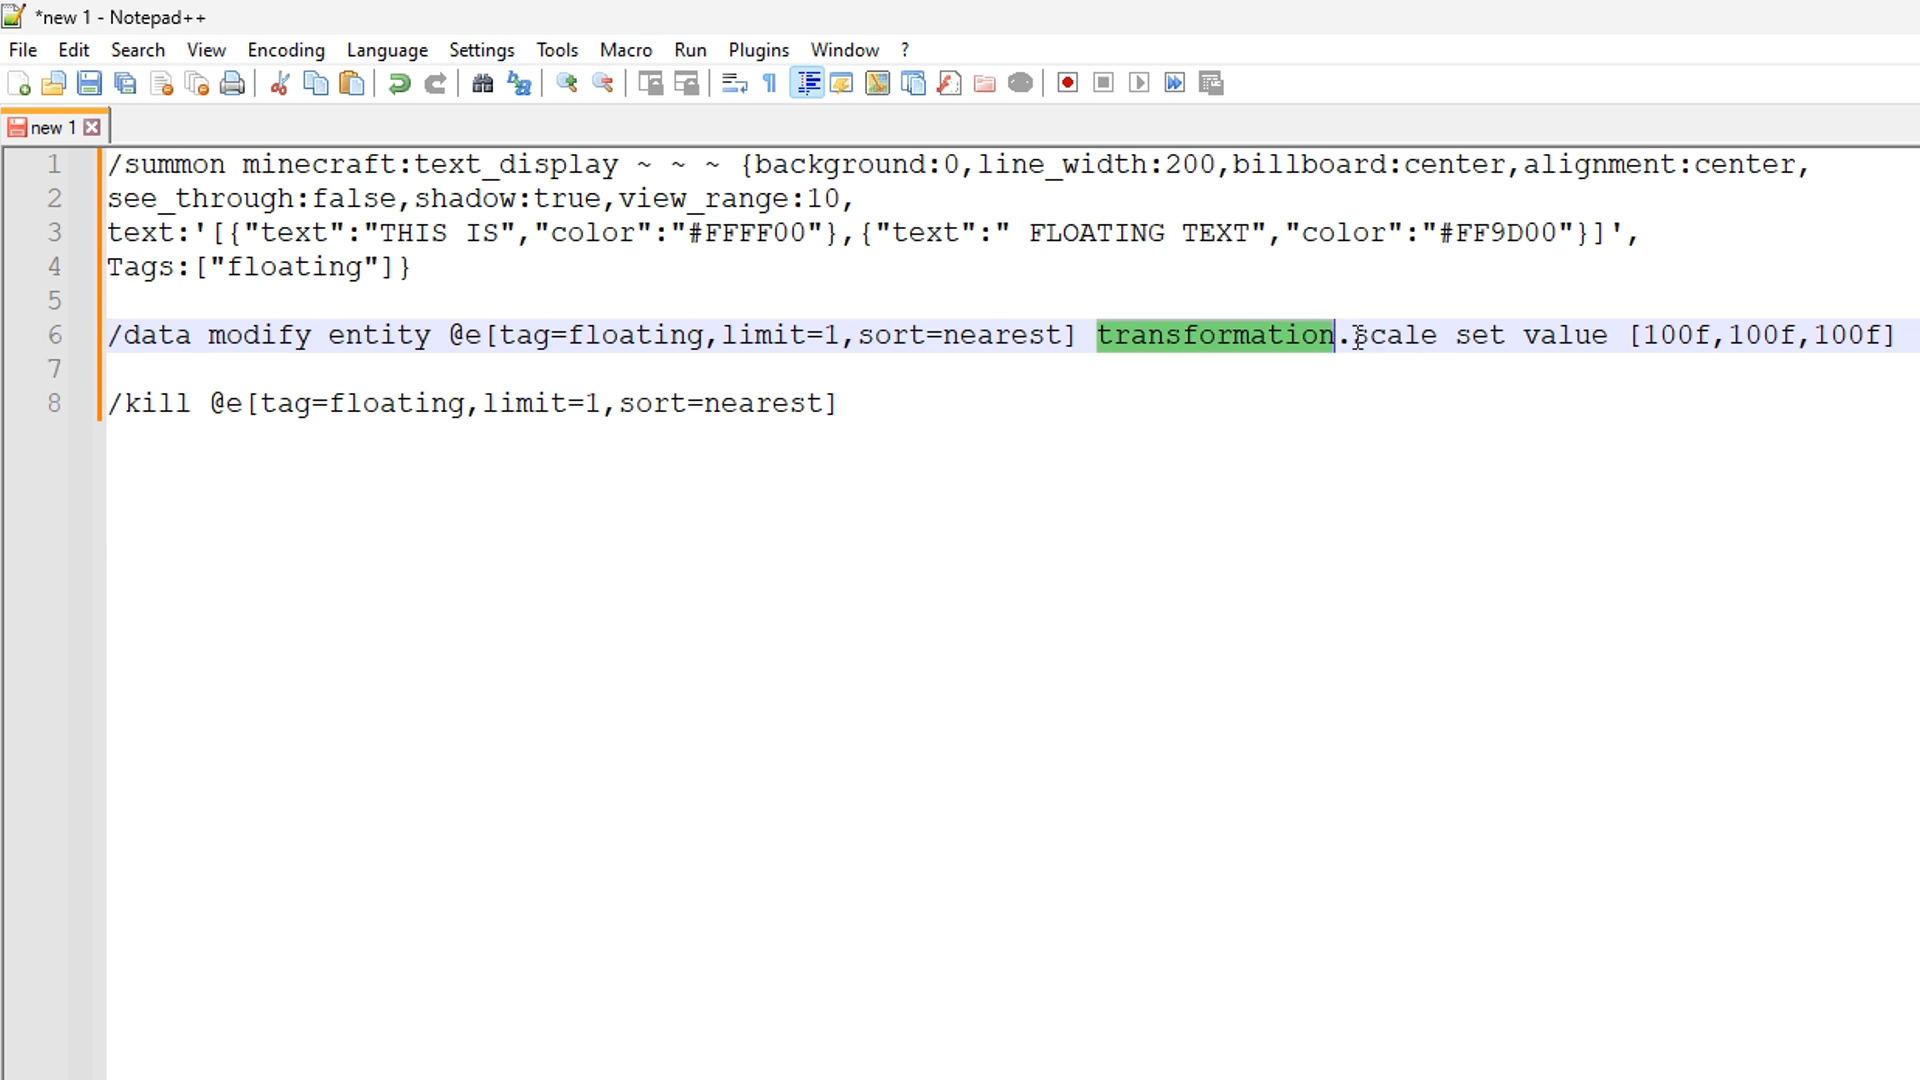 *new 1 - Notepad++
File Edit Search View Encoding Language Settings Tools Macro Run Plugins Window ?
new 1
1 /summon minecraft:text_display ~ ~ ~ {background:0,line_width:200,billboard:center,alignment:center,
2 see_through:false,shadow:true,view_range:10,
3 text:'[{"text":"THIS IS","color":"#FFFF00"},{"text":" FLOATING TEXT","color":"#FF9D00"}]',
4 Tags:["floating"]}
5
6 /data modify entity @e[tag=floating,limit=1,sort=nearest] transformation.scale set value [100f,100f,100f]
7
8 /kill @e[tag=floating,limit=1,sort=nearest]